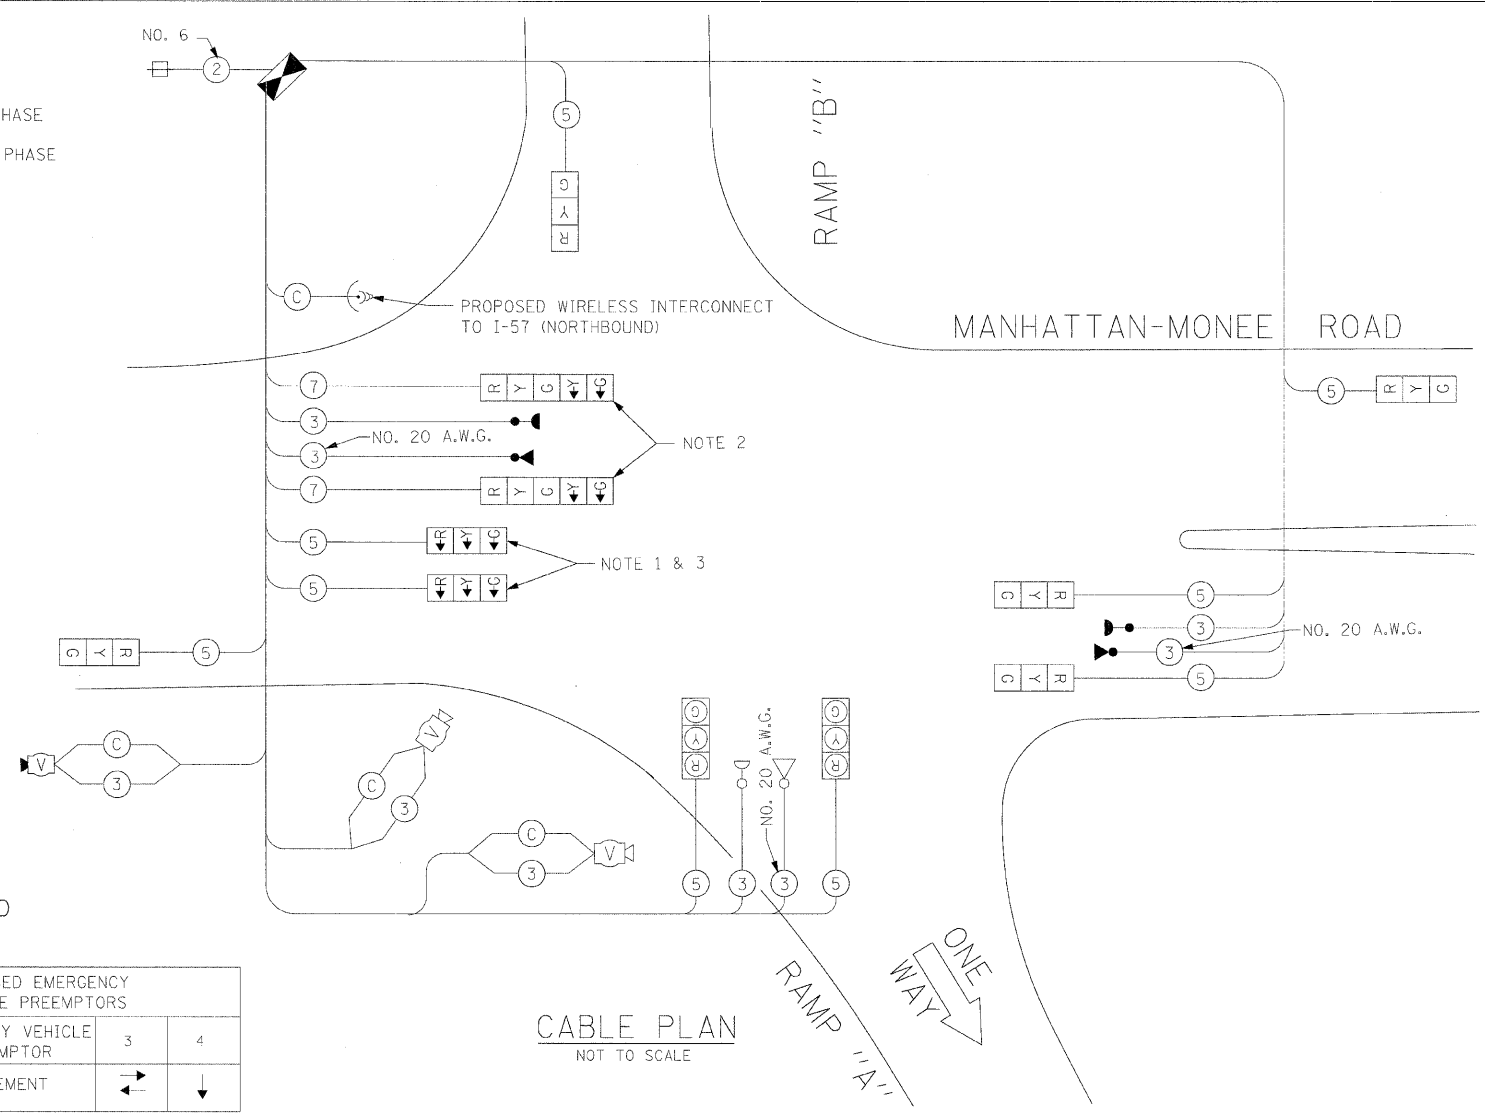 NO. 6
2
HASE
PHASE
5
G
Y
R
RAMP "B"
C
PROPOSED WIRELESS INTERCONNECT
TO I-57 (NORTHBOUND)
MANHATTAN-MONEE ROAD
7
R Y G Y G
5
R Y G
3
3
NO. 20 A.W.G.
NOTE 2
7
R Y G Y G
5
R Y G
NOTE 1 & 3
5
R Y G
G Y R
5
3
NO. 20 A.W.G.
3
G Y R
5
G Y R
5
V
C
3
V
C
3
C
3
V
G
Y
R
NO. 20 A.W.G.
G
Y
R
5
3
3
5
D
ONE
WAY
RAMP "A"
ED EMERGENCY
E PREEMPTORS
Y VEHICLE
MPTOR
3
4
EMENT
CABLE PLAN
NOT TO SCALE